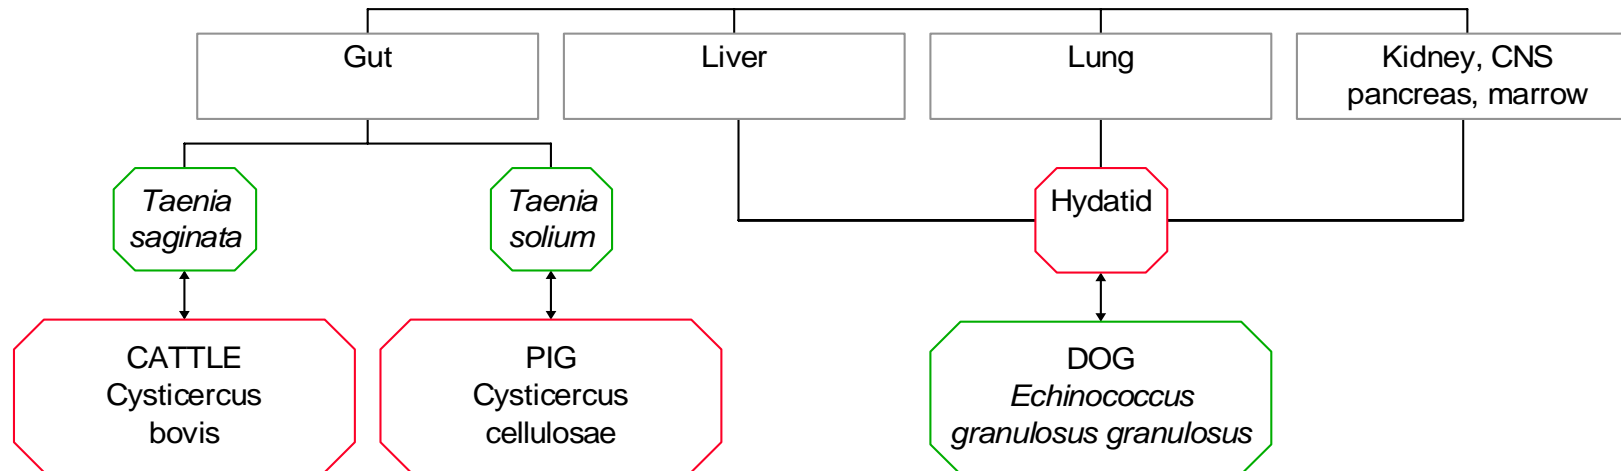 Gut
Liver
Lung
Kidney, CNS
pancreas, marrow
Taenia
saginata
Taenia
solium
Hydatid
CATTLE
Cysticercus
bovis
PIG
Cysticercus
cellulosae
DOG
Echinococcus
granulosus granulosus